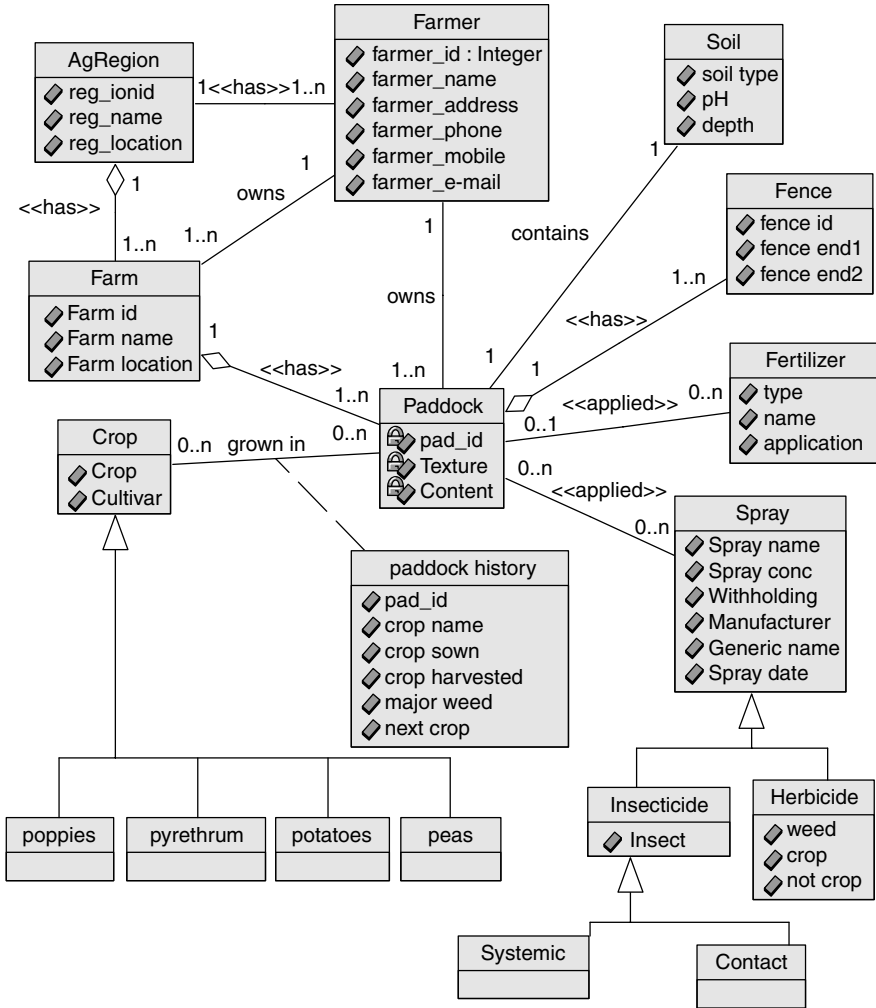 Farmer
farmer_id : Integer
farmer_name
farmer_address
farmer_phone
farmer_mobile
farmer_e-mail
AgRegion
reg_ionid
reg_name
reg_location
1<<has>>1..n
Soil
soil type
pH
depth
1
<<has>>
1..n
1
owns
1..n
1
owns
1..n
1
contains
1
Fence
fence id
fence end1
fence end2
1..n
<<has>>
1
Farm
Farm id
Farm name
Farm location
1
<<has>>
1..n
Fertilizer
type
name
application
0..n
<<applied>>
0..1
Paddock
pad_id
Texture
Content
Crop
Crop
Cultivar
0..n
grown in
0..n
0..n
<<applied>>
0..n
Spray
Spray name
Spray conc
Withholding
Manufacturer
Generic name
Spray date
paddock history
pad_id
crop name
crop sown
crop harvested
major weed
next crop
poppies
pyrethrum
potatoes
peas
Insecticide
Insect
Herbicide
weed
crop
not crop
Systemic
Contact